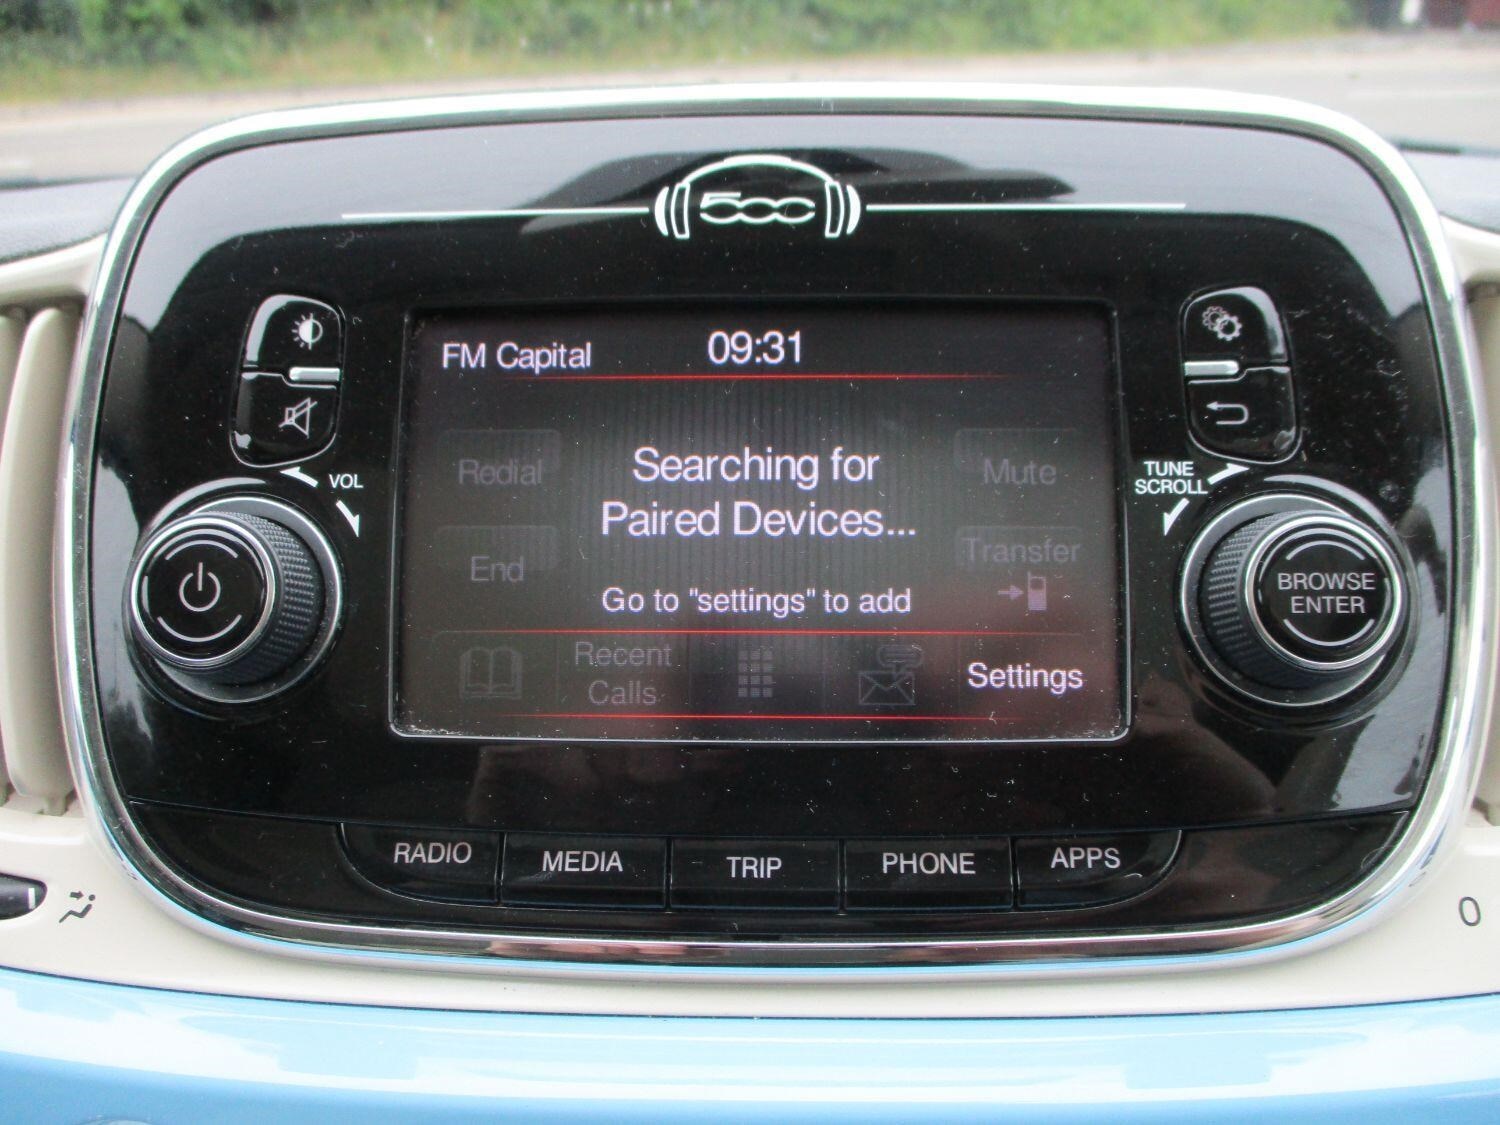 500
FM Capital
09:31
Redial
Searching for
Paired Devices...
Mute
End
Transfer
Go to "settings" to add
Recent
Calls
Settings
VOL
TUNE
SCROLL
BROWSE
ENTER
RADIO
MEDIA
TRIP
PHONE
APPS
0